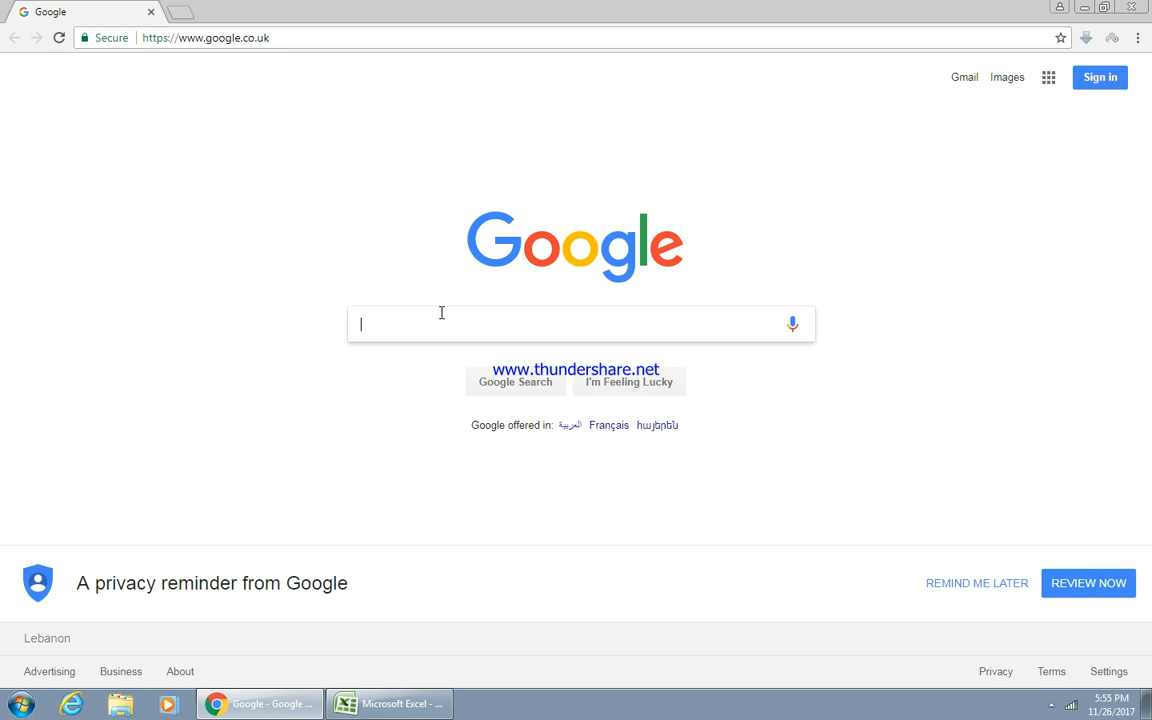 Google
Secure https://www.google.co.uk
Gmail Images Sign in
Google
www.thundershare.net
Google Search I'm Feeling Lucky
Google offered in: العربية Français հայերեն
A privacy reminder from Google REMIND ME LATER REVIEW NOW
Lebanon
Advertising Business About Privacy Terms Settings
Google - Google ... Microsoft Excel - ... 5:55 PM
11/26/2017